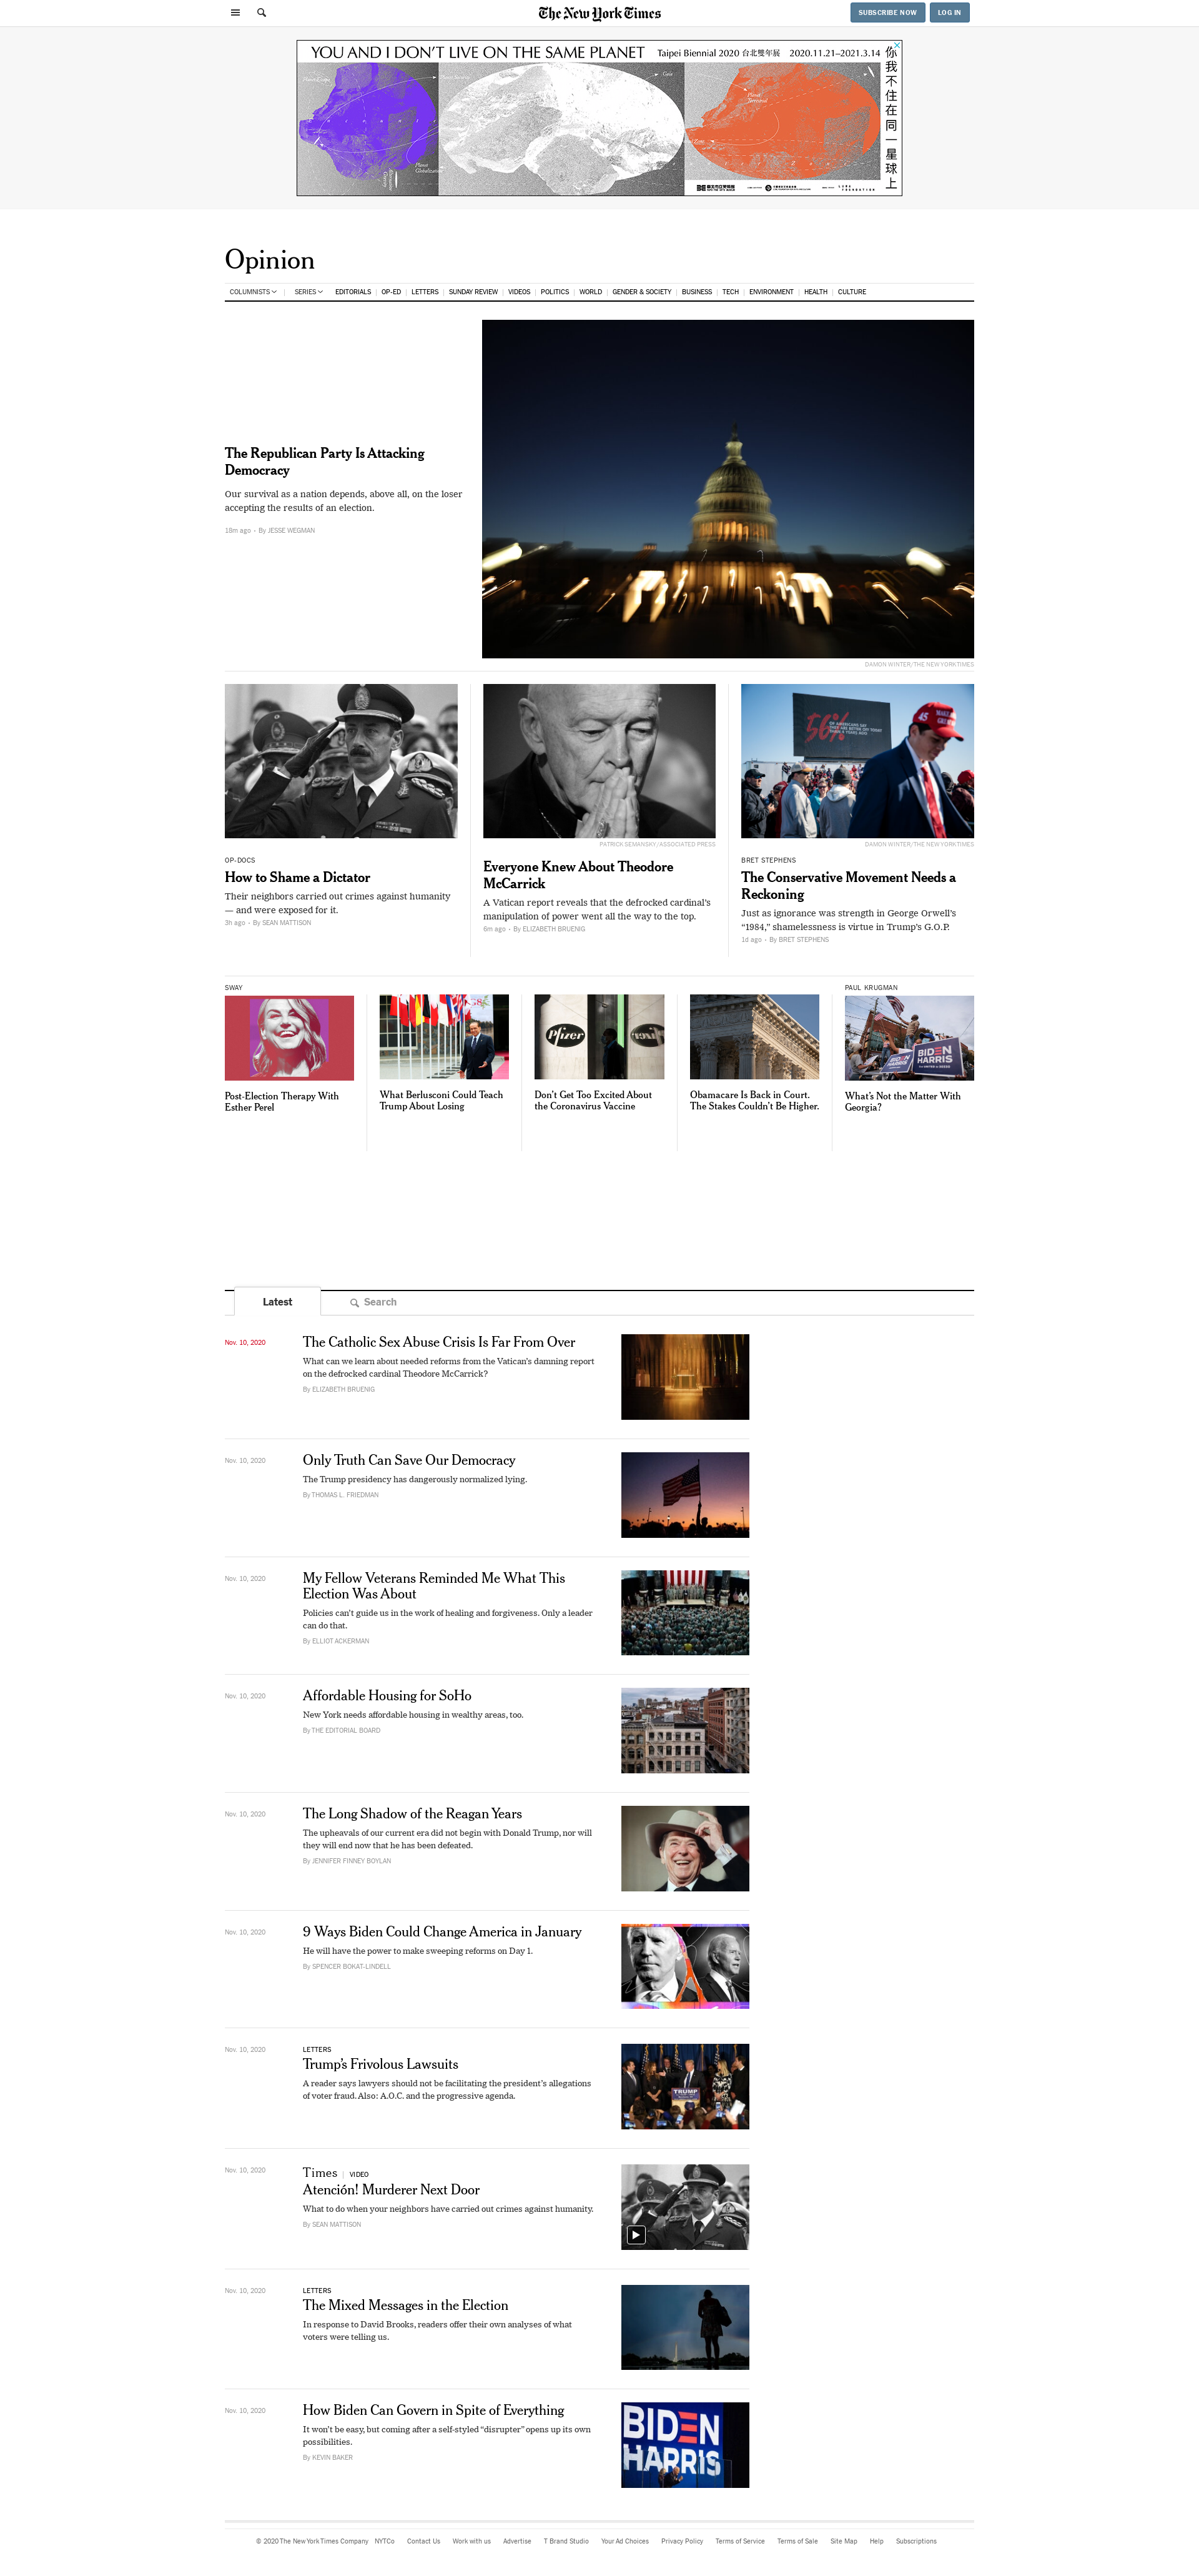 The New York Times
SUBSCRIBE NOW
LOG IN
YOU AND I DON'T LIVE ON THE SAME PLANET
Taipei Biennial 2020 台北雙年展
2020.11.21–2021.3.14
你我不住在同一星球上
Opinion
COLUMNISTS
SERIES
EDITORIALS
OP-ED
LETTERS
SUNDAY REVIEW
VIDEOS
POLITICS
WORLD
GENDER & SOCIETY
BUSINESS
TECH
ENVIRONMENT
HEALTH
CULTURE
The Republican Party Is Attacking
Democracy
Our survival as a nation depends, above all, on the loser
accepting the results of an election.
18m ago • By JESSE WEGMAN
DAMON WINTER/THE NEW YORK TIMES
OP-DOCS
How to Shame a Dictator
Their neighbors carried out crimes against humanity
— and were exposed for it.
3h ago • By SEAN MATTISON
PATRICK SEMANSKY/ASSOCIATED PRESS
Everyone Knew About Theodore
McCarrick
A Vatican report reveals that the defrocked cardinal's
manipulation of power went all the way to the top.
6m ago • By ELIZABETH BRUENIG
56%
45
DAMON WINTER/THE NEW YORK TIMES
BRET STEPHENS
The Conservative Movement Needs a
Reckoning
Just as ignorance was strength in George Orwell's
“1984,” shamelessness is virtue in Trump's G.O.P.
1d ago • By BRET STEPHENS
SWAY
Post-Election Therapy With
Esther Perel
What Berlusconi Could Teach
Trump About Losing
Pfizer
Don't Get Too Excited About
the Coronavirus Vaccine
Obamacare Is Back in Court.
The Stakes Couldn't Be Higher.
PAUL KRUGMAN
BIDEN
HARRIS
BIDEN
HARRIS
What's Not the Matter With
Georgia?
Latest
Search
Nov. 10, 2020
The Catholic Sex Abuse Crisis Is Far From Over
What can we learn about needed reforms from the Vatican's damning report
on the defrocked cardinal Theodore McCarrick?
By ELIZABETH BRUENIG
Nov. 10, 2020
Only Truth Can Save Our Democracy
The Trump presidency has dangerously normalized lying.
By THOMAS L. FRIEDMAN
Nov. 10, 2020
My Fellow Veterans Reminded Me What This
Election Was About
Policies can't guide us in the work of healing and forgiveness. Only a leader
can do that.
By ELLIOT ACKERMAN
Nov. 10, 2020
Affordable Housing for SoHo
New York needs affordable housing in wealthy areas, too.
By THE EDITORIAL BOARD
Nov. 10, 2020
The Long Shadow of the Reagan Years
The upheavals of our current era did not begin with Donald Trump, nor will
they will end now that he has been defeated.
By JENNIFER FINNEY BOYLAN
Nov. 10, 2020
9 Ways Biden Could Change America in January
He will have the power to make sweeping reforms on Day 1.
By SPENCER BOKAT-LINDELL
Nov. 10, 2020
LETTERS
Trump's Frivolous Lawsuits
A reader says lawyers should not be facilitating the president's allegations
of voter fraud. Also: A.O.C. and the progressive agenda.
TRUMP
Nov. 10, 2020
Times | VIDEO
Atención! Murderer Next Door
What to do when your neighbors have carried out crimes against humanity.
By SEAN MATTISON
Nov. 10, 2020
LETTERS
The Mixed Messages in the Election
In response to David Brooks, readers offer their own analyses of what
voters were telling us.
Nov. 10, 2020
How Biden Can Govern in Spite of Everything
It won't be easy, but coming after a self-styled “disrupter” opens up its own
possibilities.
By KEVIN BAKER
BIDEN
HARRIS
© 2020 The New York Times Company
NYTCo
Contact Us
Work with us
Advertise
T Brand Studio
Your Ad Choices
Privacy Policy
Terms of Service
Terms of Sale
Site Map
Help
Subscriptions